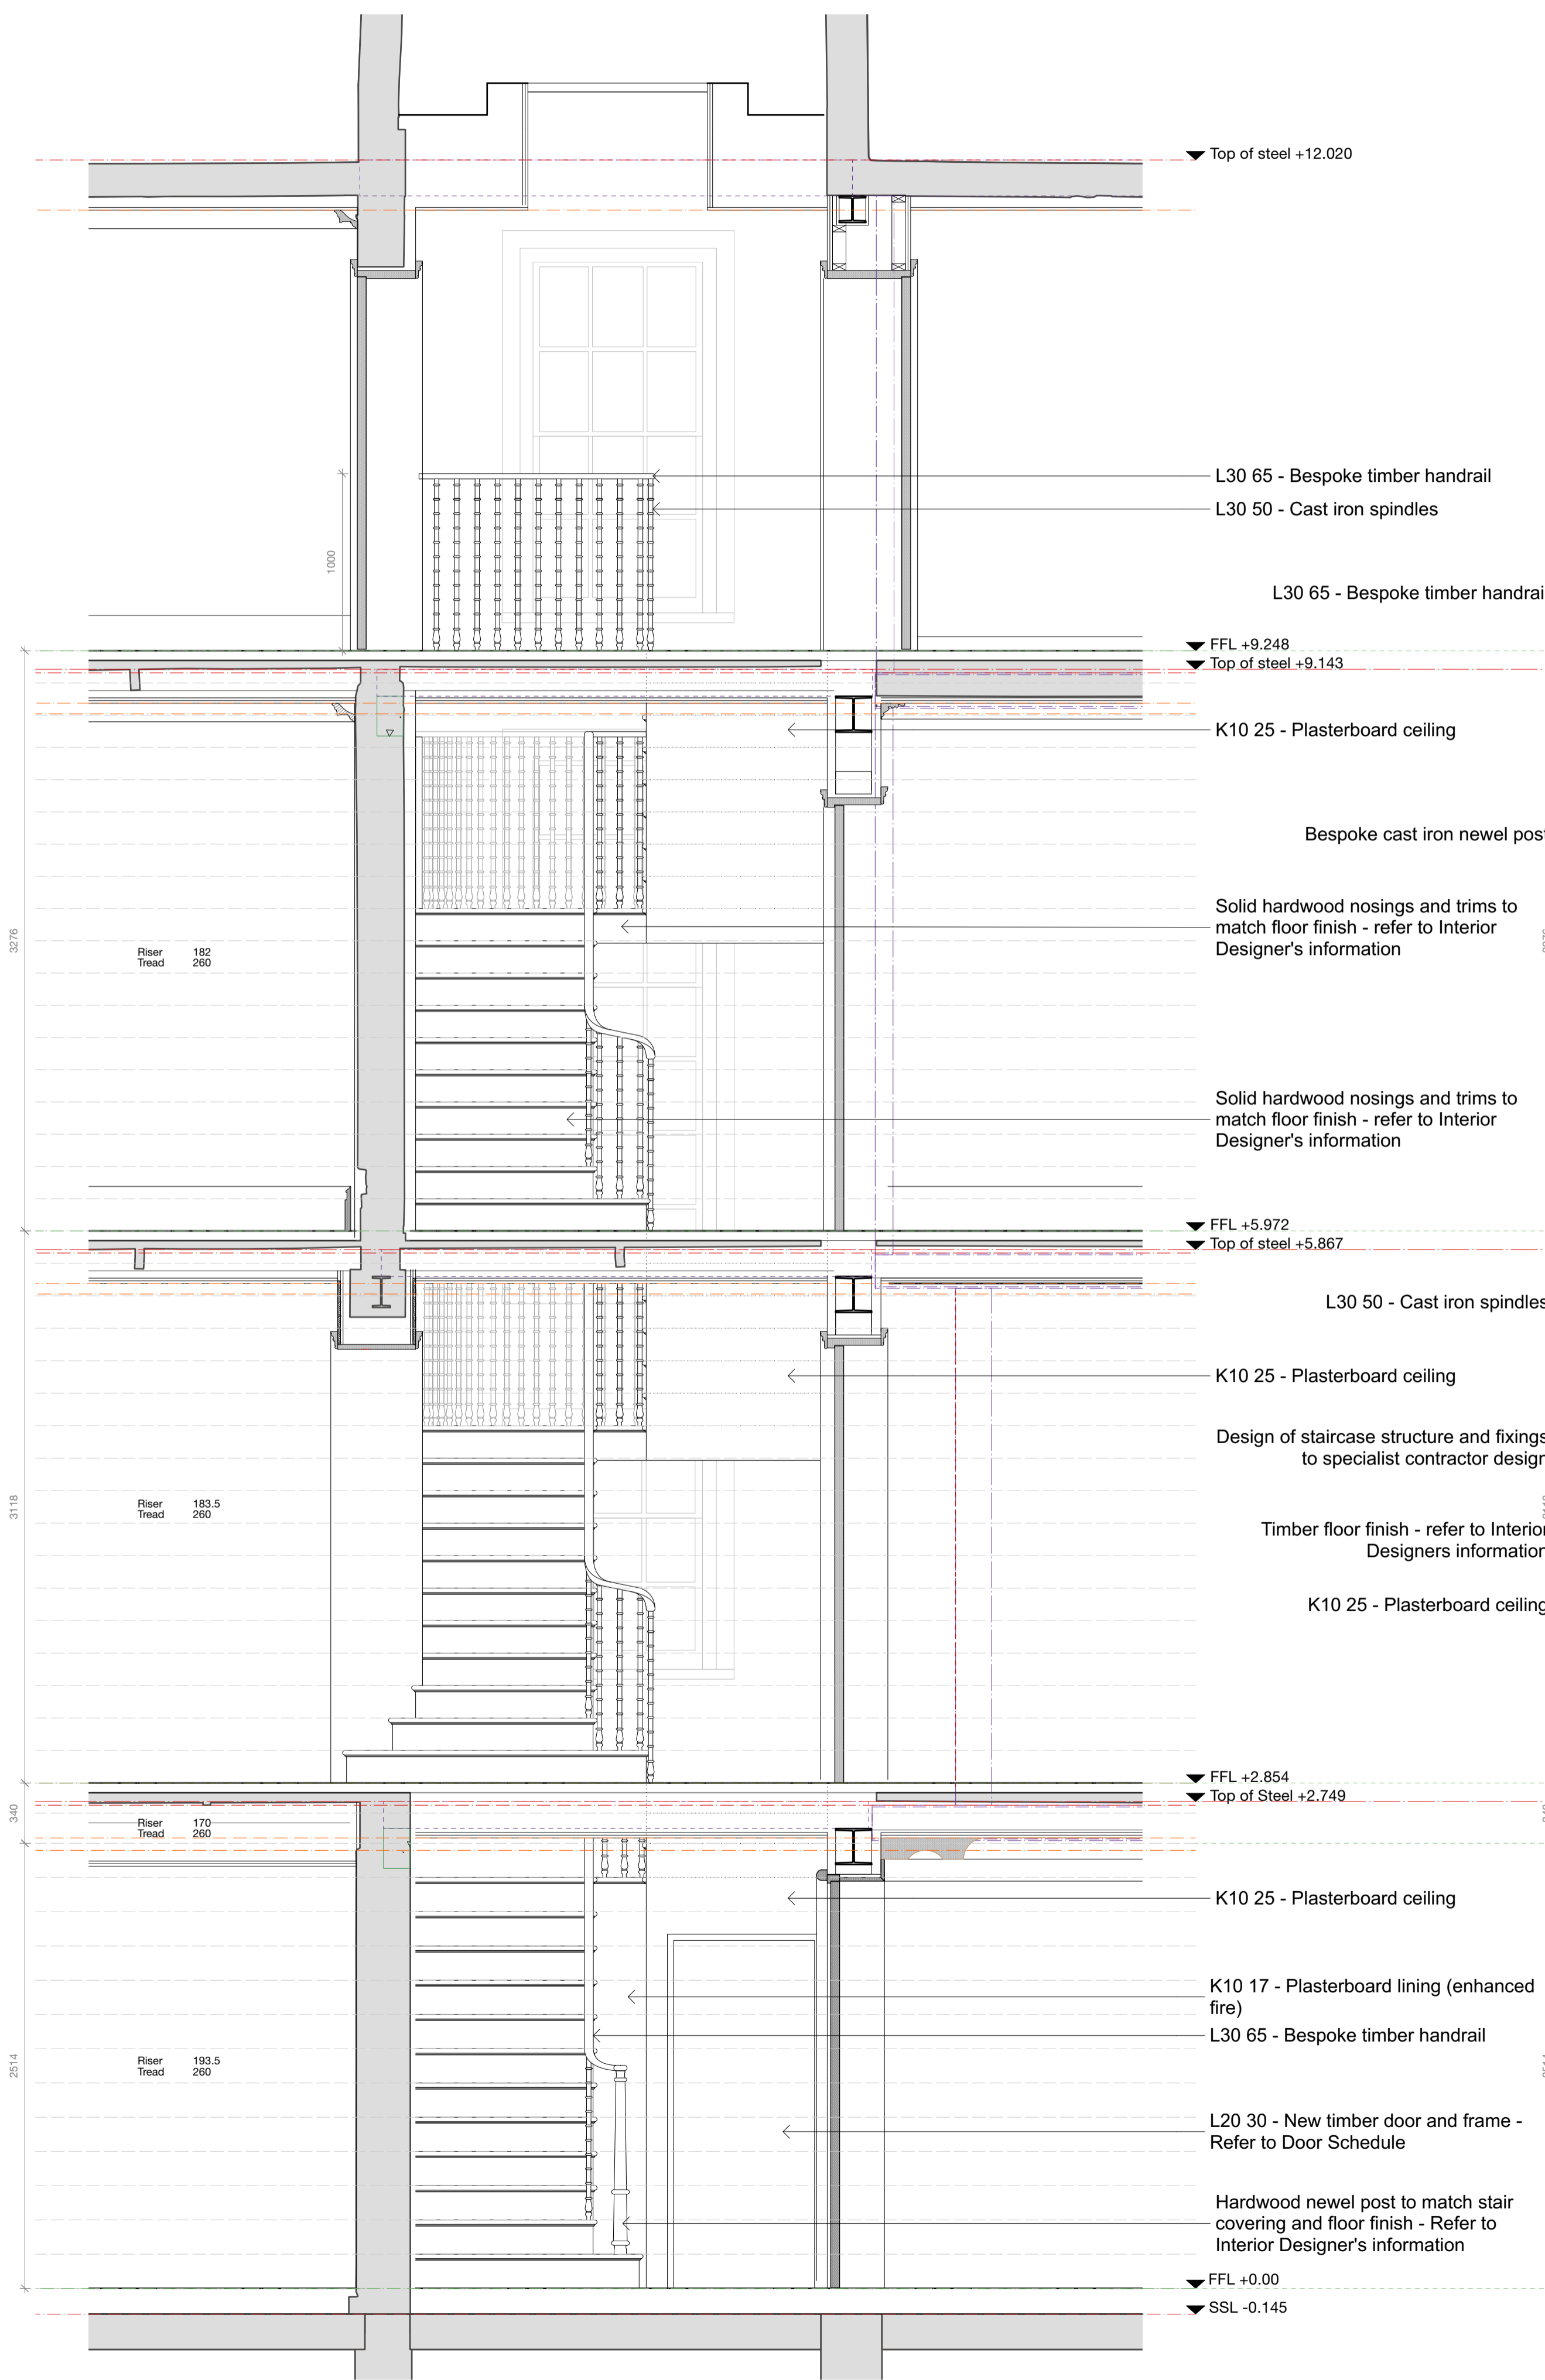 Top of steel +12.020
L30 65 - Bespoke timber handrail
L30 50 - Cast iron spindles
1000
L30 65 - Bespoke timber handrai
FFL +9.248
Top of steel +9.143
K10 25 - Plasterboard ceiling
Bespoke cast iron newel post
Solid hardwood nosings and trims to
match floor finish - refer to Interior
Designer's information
3276
Riser 182
Tread 260
Solid hardwood nosings and trims to
match floor finish - refer to Interior
Designer's information
FFL +5.972
Top of steel +5.867
L30 50 - Cast iron spindles
K10 25 - Plasterboard ceiling
Design of staircase structure and fixings
to specialist contractor design
3118
Riser 183.5
Tread 260
Timber floor finish - refer to Interior
Designers information
K10 25 - Plasterboard ceiling
FFL +2.854
Top of Steel +2.749
340
Riser 170
Tread 260
K10 25 - Plasterboard ceiling
K10 17 - Plasterboard lining (enhanced
fire)
L30 65 - Bespoke timber handrail
2514
Riser 193.5
Tread 260
L20 30 - New timber door and frame -
Refer to Door Schedule
Hardwood newel post to match stair
covering and floor finish - Refer to
Interior Designer's information
FFL +0.00
SSL -0.145